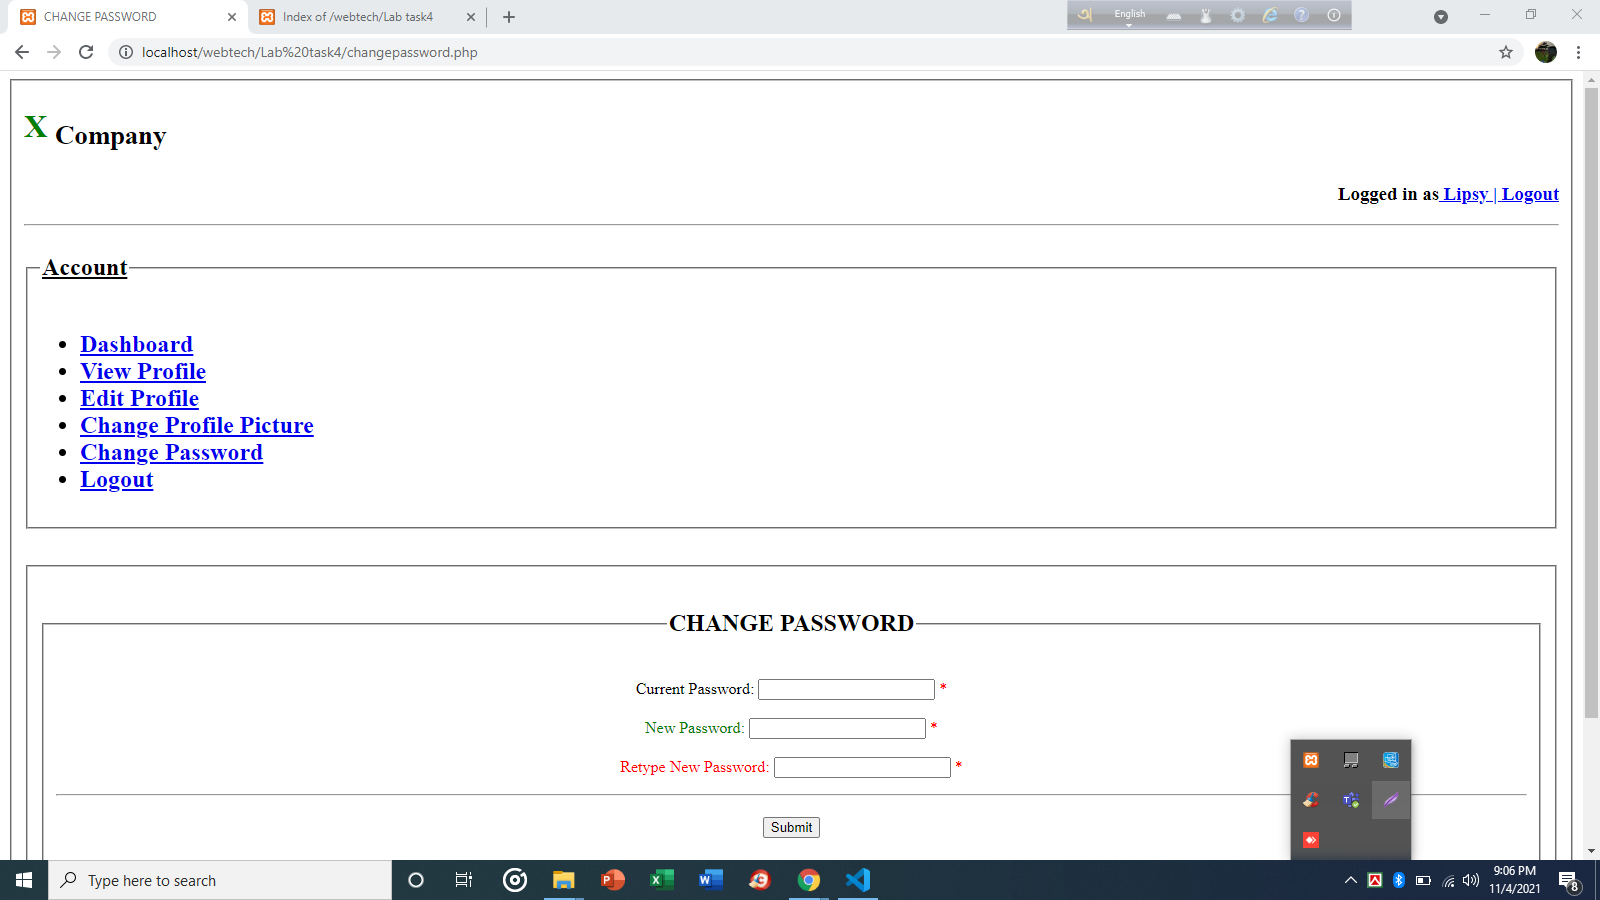 CHANGE PASSWORD
Index of /webtech/Lab task4
অ
English
localhost/webtech/Lab%20task4/changepassword.php
X Company
Logged in as Lipsy | Logout
Account
Dashboard
View Profile
Edit Profile
Change Profile Picture
Change Password
Logout
CHANGE PASSWORD
Current Password: *
New Password: *
Retype New Password: *
Submit
Type here to search
9:06 PM
11/4/2021
8